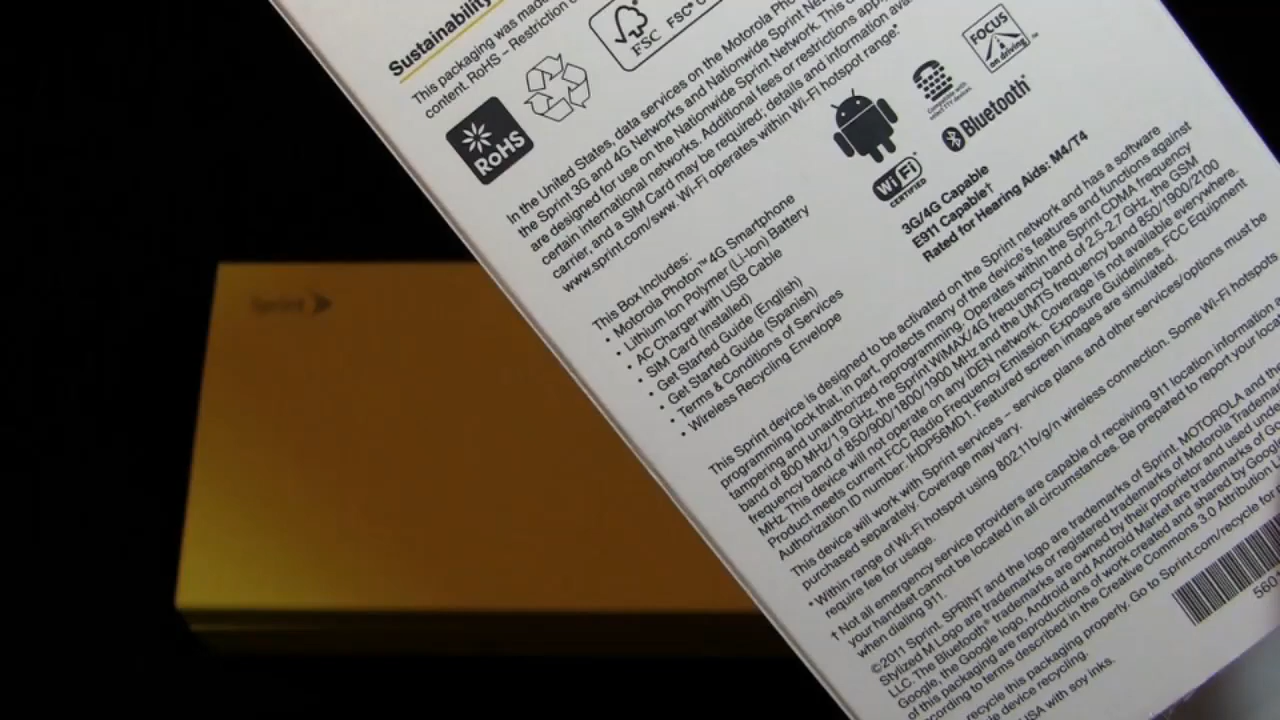 Sustainability
This packaging was made
content. RoHS – Restriction
RoHS
FSC
FSC®
In the United States, data services on the Motorola
the Sprint 3G and 4G Networks and Nationwide Sprint
are designed for use on the Nationwide Sprint Network. This
certain international networks. Additional fees or restrictions
carrier, and a SIM Card may be required; details and information
www.sprint.com/sww. Wi-Fi operates within Wi-Fi hotspot range.*
This Box Includes:
• Motorola Photon™ 4G Smartphone
• Lithium Ion Polymer (Li-Ion) Battery
• AC Charger with USB Cable
• SIM Card (Installed)
• Get Started Guide (English)
• Get Started Guide (Spanish)
• Terms & Conditions of Services
• Wireless Recycling Envelope
FOCUS
on driving™
Compatible with
select TTY devices
Bluetooth®
Wi Fi
CERTIFIED
3G/4G Capable
E911 Capable†
Rated for Hearing Aids: M4/T4
This Sprint device is designed to be activated on the Sprint network and has a software
programming lock that, in part, protects many of the device's features and functions against
tampering and unauthorized reprogramming. Operates within the Sprint CDMA frequency
band of 800 MHz/1.9 GHz, the Sprint WiMAX/4G frequency band of 2.5-2.7 GHz, the GSM
frequency band of 850/900/1800/1900 MHz and the UMTS frequency band 850/1900/2100
MHz. This device will not operate on any iDEN network. Coverage is not available everywhere.
Product meets current FCC Radio Frequency Emission Exposure Guidelines. FCC Equipment
Authorization ID number: IHDP56MD1. Featured screen images are simulated.
This device will work with Sprint services – service plans and other services/options must be
purchased separately. Coverage may vary.
* Within range of Wi-Fi hotspot using 802.11b/g/n wireless connection. Some Wi-Fi hotspots
require fee for usage.
† Not all emergency service providers are capable of receiving 911 location information
your handset cannot be located in all circumstances. Be prepared to report your
when dialing 911.
©2011 Sprint. SPRINT and the logo are trademarks of Sprint. MOTOROLA and the
Stylized M Logo are trademarks or registered trademarks of Motorola
LLC. The Bluetooth® trademarks are owned by their proprietor and used
Google, the Google logo, Android and Android Market are trademarks of
of this packaging are reproductions of work created and shared by Google
according to terms described in the Creative Commons 3.0 Attribution
recycle this packaging properly. Go to Sprint.com/recycle for
device recycling.
USA with soy inks.
560
Sprint